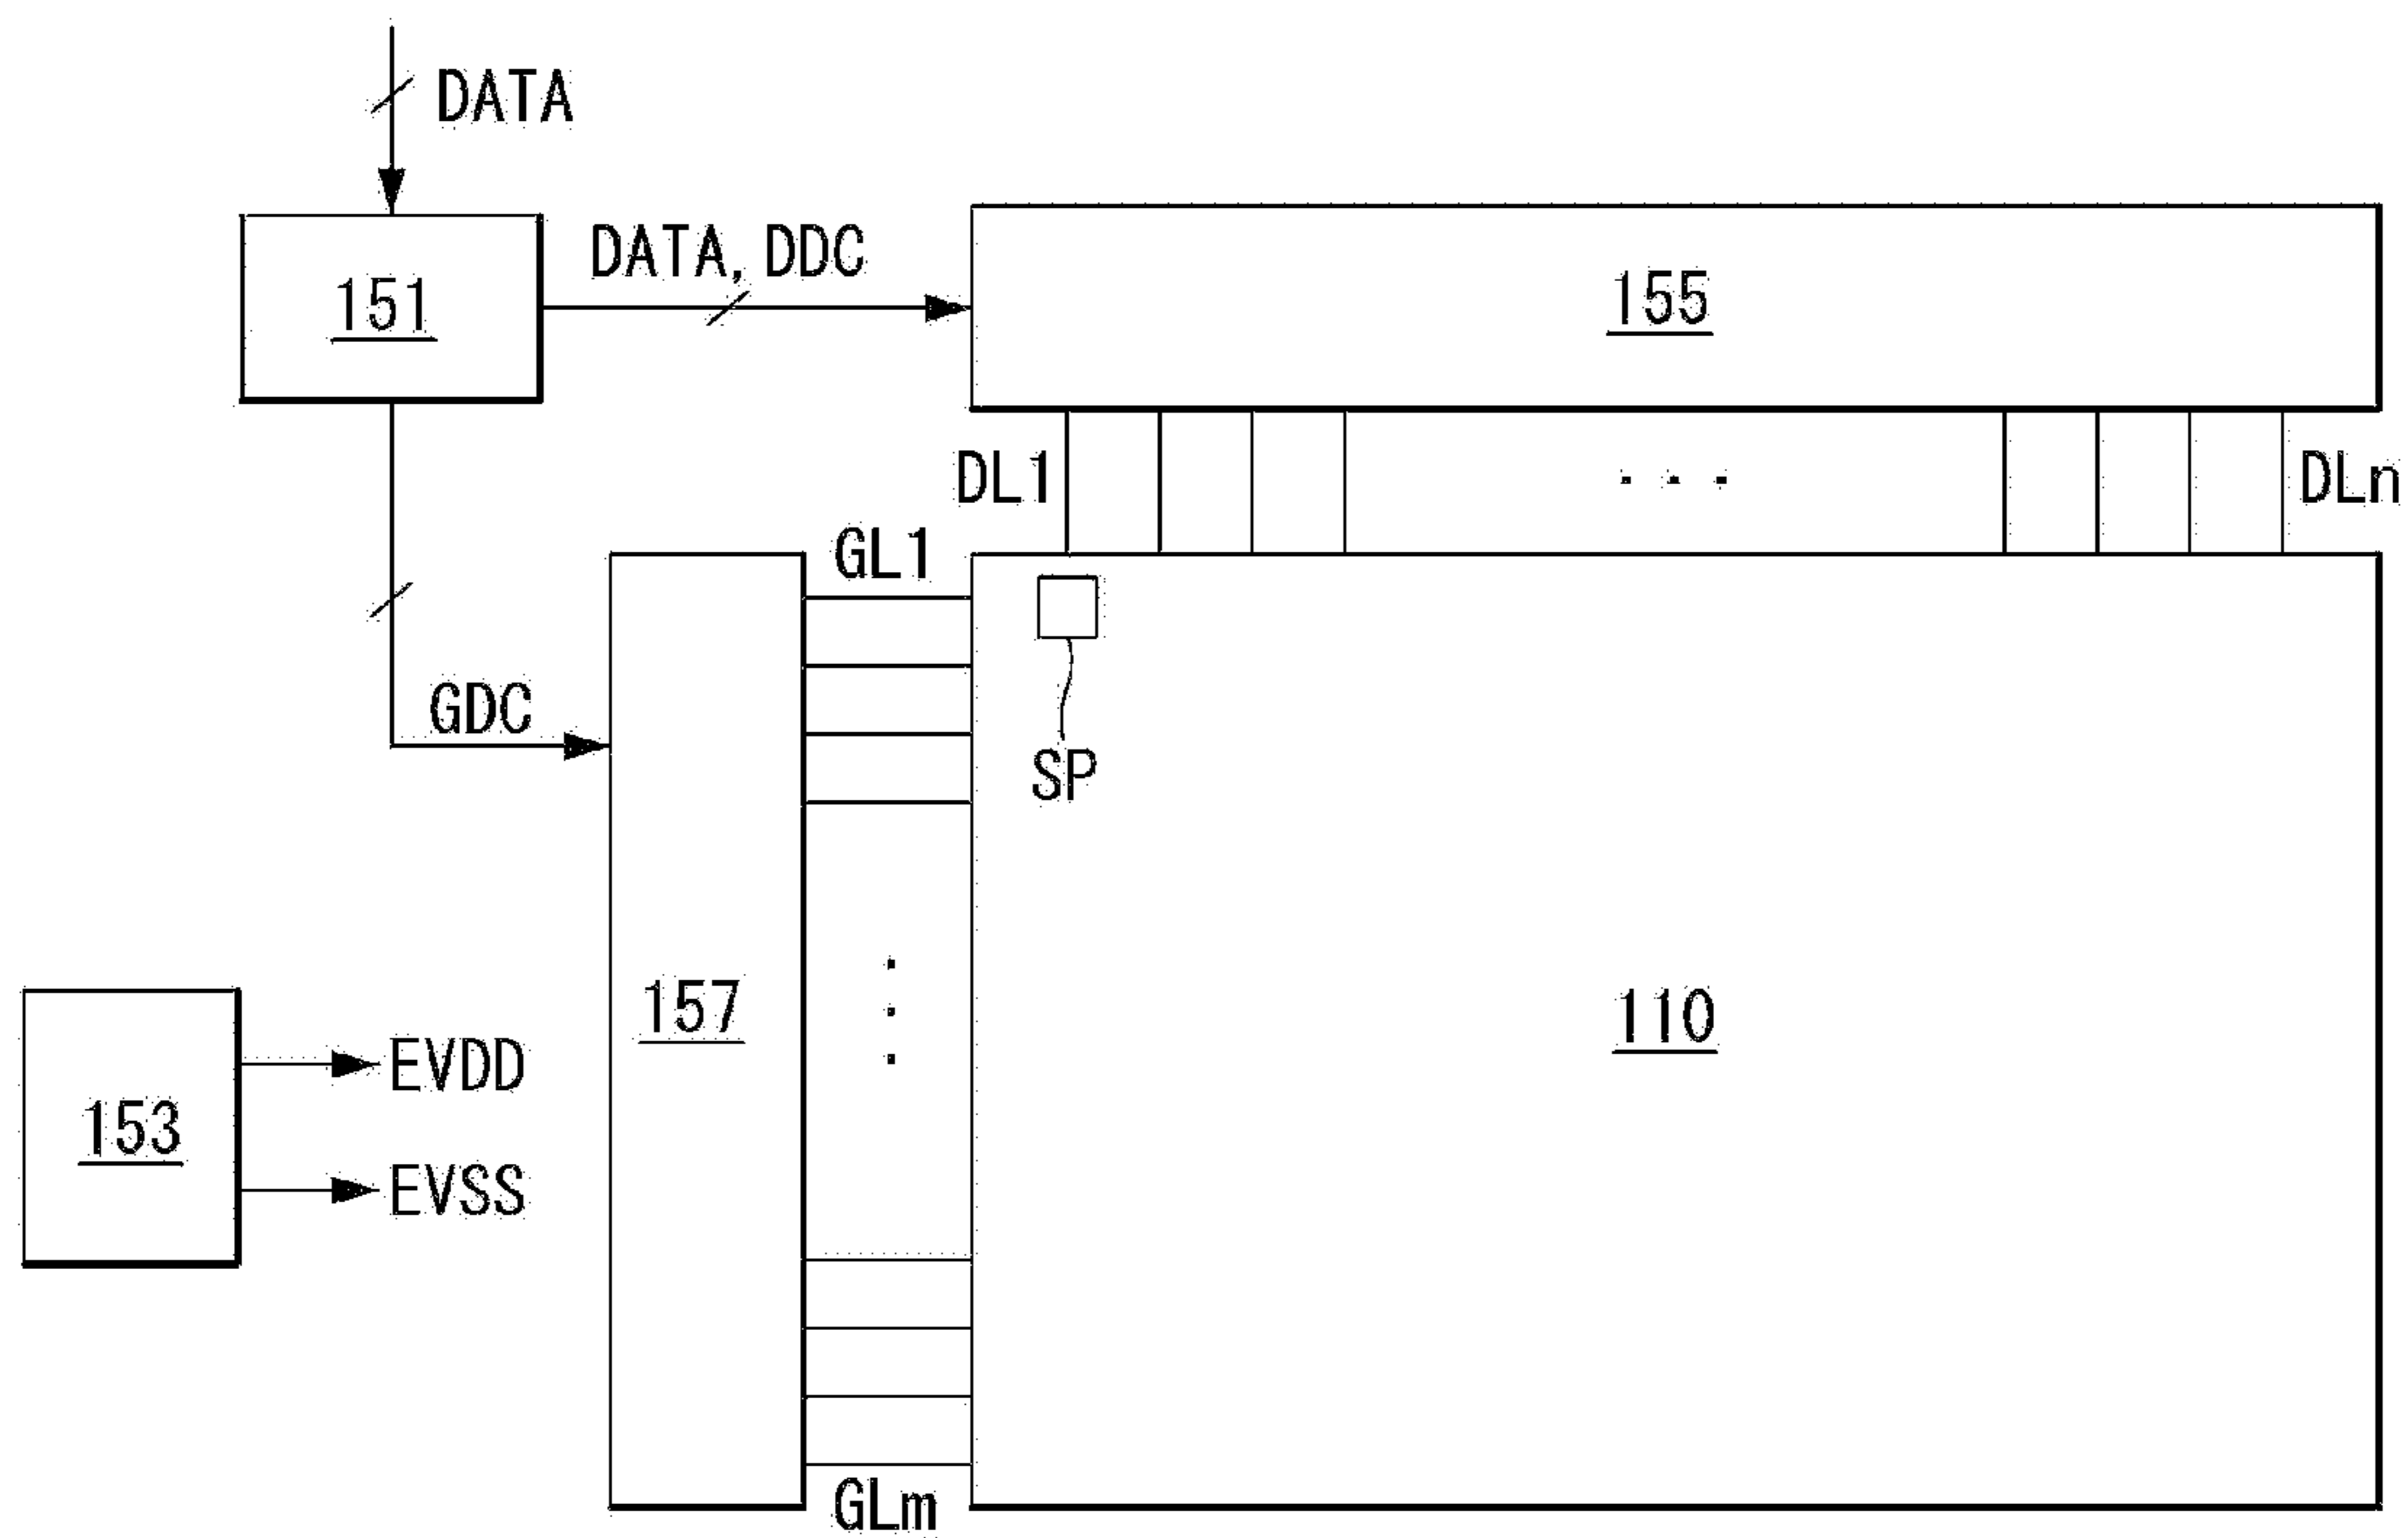 DATA
DATA, DDC
151
155
DL1
DLn
GL1
GDC
SP
157
110
EVDD
153
EVSS
GLm